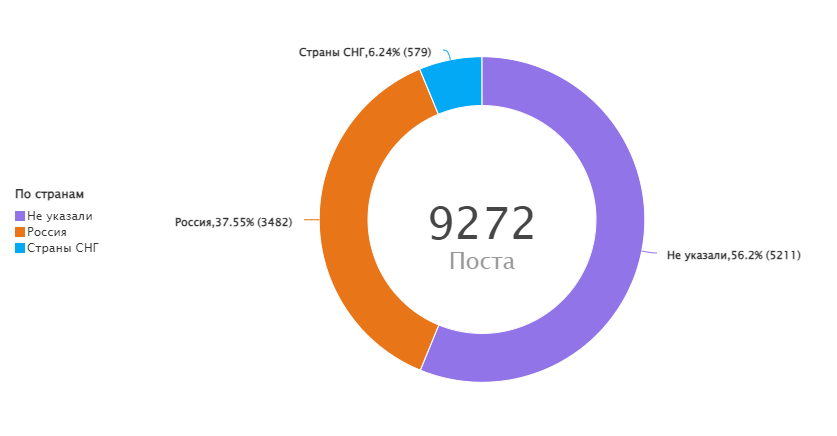 Страны СНГ,6.24% (579)
По странам
Не указали
Россия
Страны СНГ
Россия,37.55% (3482)
9272
Поста
Не указали,56.2% (5211)